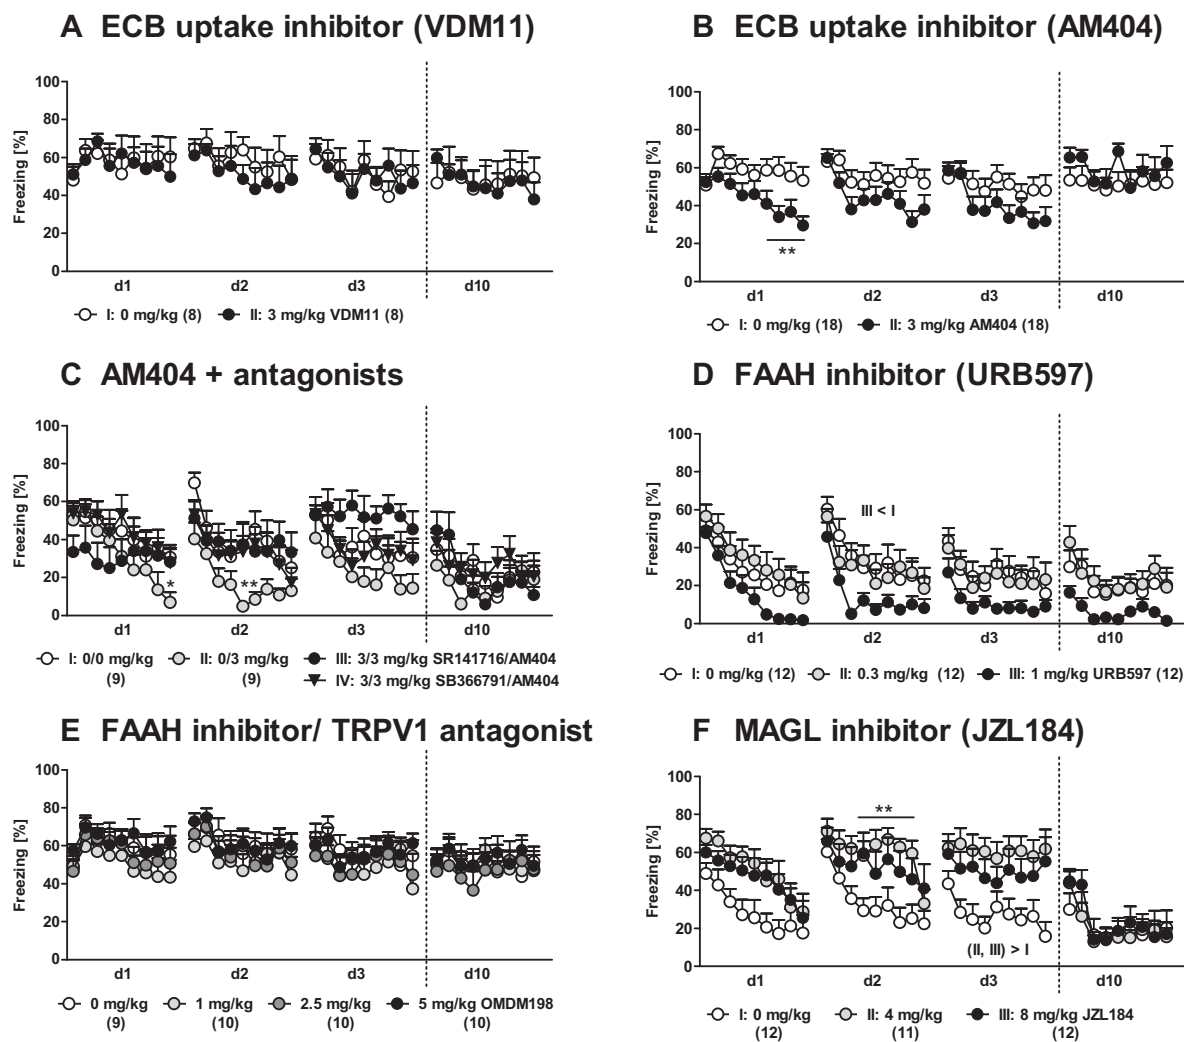 A ECB uptake inhibitor (VDM11)
Freezing [%]
100
80
60
40
20
0
d1 d2 d3 d10
I: 0 mg/kg (8) II: 3 mg/kg VDM11 (8)
B ECB uptake inhibitor (AM404)
Freezing [%]
100
80
60
40
20
0
**
d1 d2 d3 d10
I: 0 mg/kg (18) II: 3 mg/kg AM404 (18)
C AM404 + antagonists
Freezing [%]
100
80
60
40
20
0
* **
d1 d2 d3 d10
I: 0/0 mg/kg II: 0/3 mg/kg III: 3/3 mg/kg SR141716/AM404
(9) (9) IV: 3/3 mg/kg SB366791/AM404
D FAAH inhibitor (URB597)
Freezing [%]
100
80
60
40
20
0
III < I
d1 d2 d3 d10
I: 0 mg/kg (12) II: 0.3 mg/kg (12) III: 1 mg/kg URB597 (12)
E FAAH inhibitor/ TRPV1 antagonist
Freezing [%]
100
80
60
40
20
0
d1 d2 d3 d10
0 mg/kg 1 mg/kg 2.5 mg/kg 5 mg/kg OMDM198
(9) (10) (10) (10)
F MAGL inhibitor (JZL184)
Freezing [%]
100
80
60
40
20
0
**
(II, III) > I
d1 d2 d3 d10
I: 0 mg/kg II: 4 mg/kg III: 8 mg/kg JZL184
(12) (11) (12)